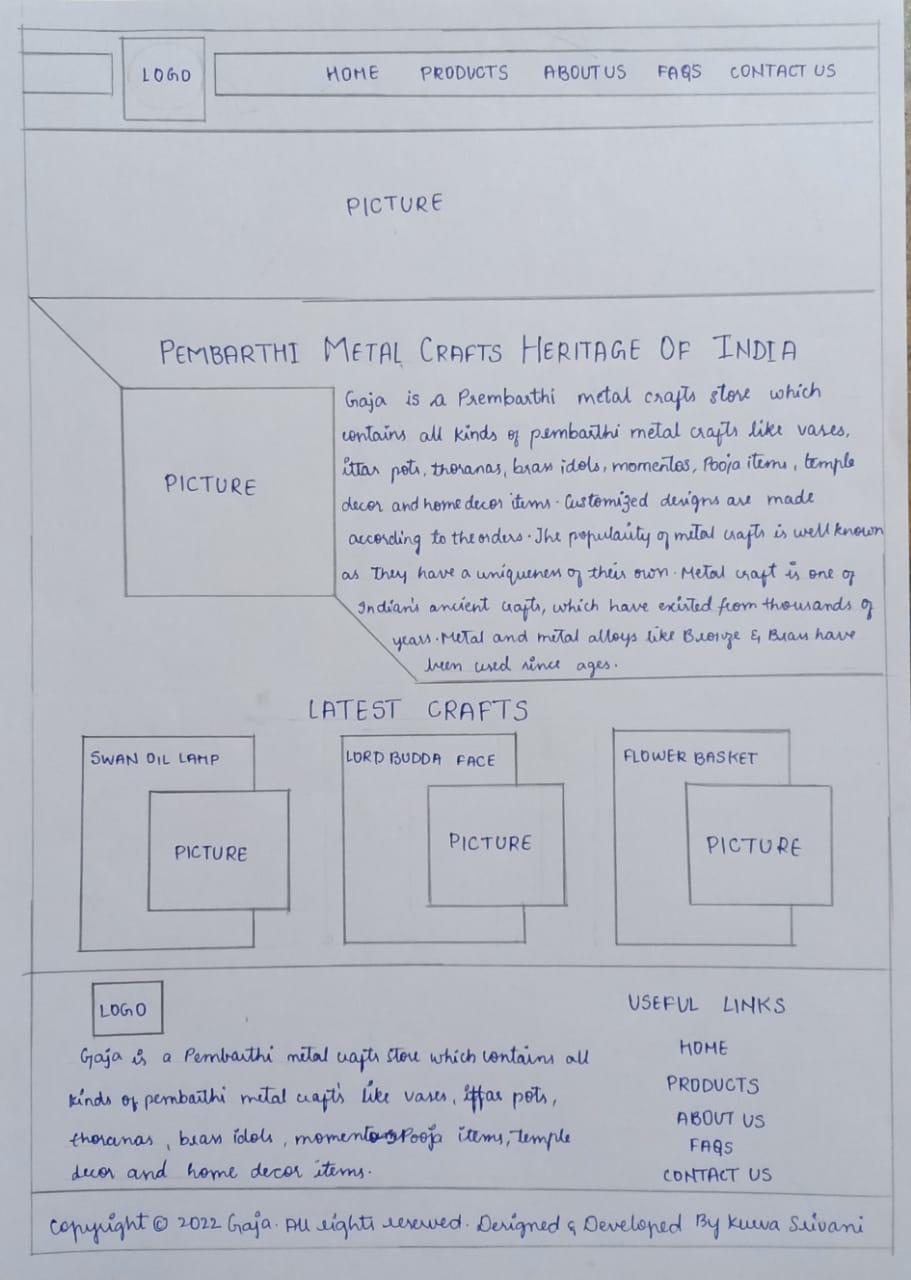 LOGO HOME PRODUCTS ABOUT US FAQS CONTACT US
PICTURE
PEMBARTHI METAL CRAFTS HERITAGE OF INDIA
PICTURE
Gaja is a Prembarthi metal crafts store which
contains all kinds of pembarthi metal crafts like vases,
ittar pots, thoranas, brass idols, momentos, Pooja items, temple
decor and home decor items. Customized designs are made
according to the orders. The popularity of metal crafts is well known
as They have a uniqueness of their own. Metal craft is one of
Indian's ancient crafts, which have existed from thousands of
years. Metal and metal alloys like Bronze & Brass have
been used since ages.
LATEST CRAFTS
SWAN OIL LAMP
PICTURE
LORD BUDDA FACE
PICTURE
FLOWER BASKET
PICTURE
LOGO
Gaja is a Pembarthi metal crafts store which contains all
kinds of pembarthi metal crafts like vases, ittar pots,
thoranas, brass idols, momentos Pooja items, temple
decor and home decor items.
USEFUL LINKS
HOME
PRODUCTS
ABOUT US
FAQS
CONTACT US
Copyright © 2022 Gaja. All rights reserved. Designed & Developed By Kurva Srivani